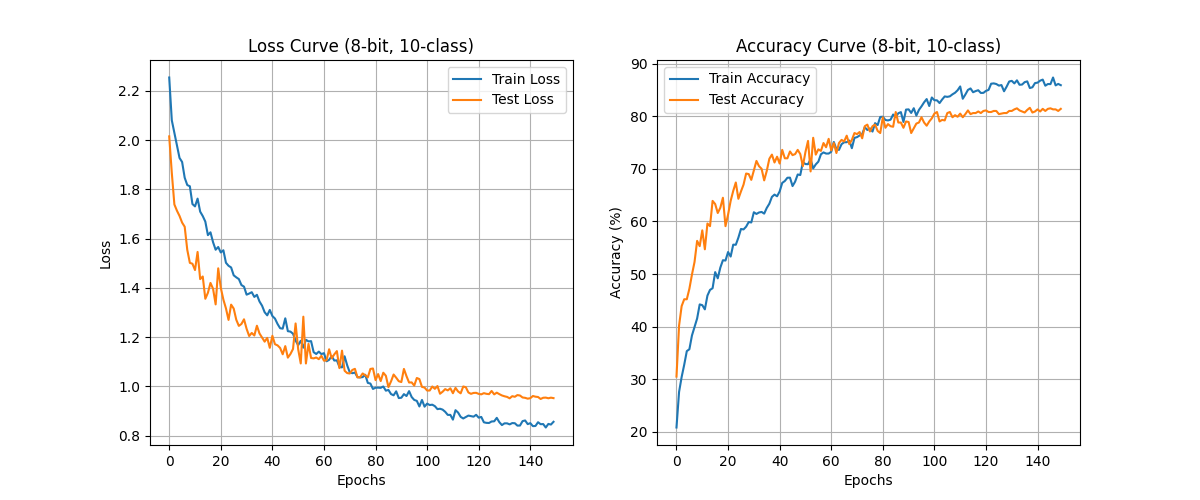 Loss Curve (8-bit, 10-class)
Train Loss
Test Loss
Loss
2.2
2.0
1.8
1.6
1.4
1.2
1.0
0.8
0 20 40 60 80 100 120 140
Epochs
Accuracy Curve (8-bit, 10-class)
Train Accuracy
Test Accuracy
Accuracy (%)
90
80
70
60
50
40
30
20
0 20 40 60 80 100 120 140
Epochs